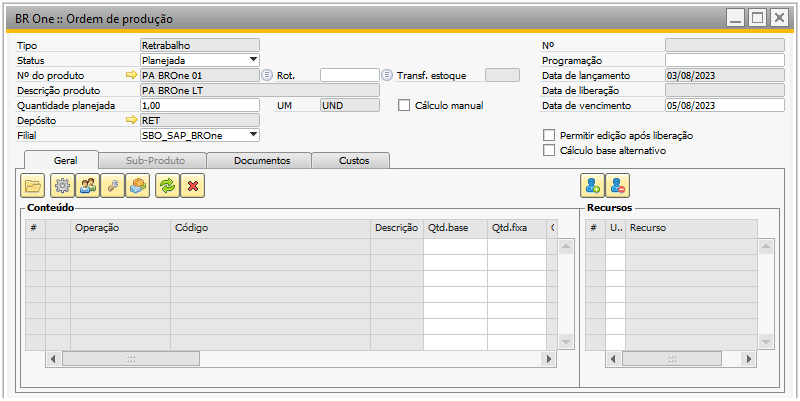 BR One :: Ordem de produção
Tipo Retrabalho Nº
Status Planejada Programação
Nº do produto PA BROne 01 Rot. Transf. estoque Data de lançamento 03/08/2023
Descrição produto PA BROne LT Data de liberação
Quantidade planejada 1,00 UM UND Cálculo manual Data de vencimento 05/08/2023
Depósito RET
Filial SBO_SAP_BROne Permitir edição após liberação
Cálculo base alternativo
Geral Sub-Produto Documentos Custos
Conteúdo Recursos
# Operação Código Descrição Qtd.base Qtd.fixa # U.. Recurso